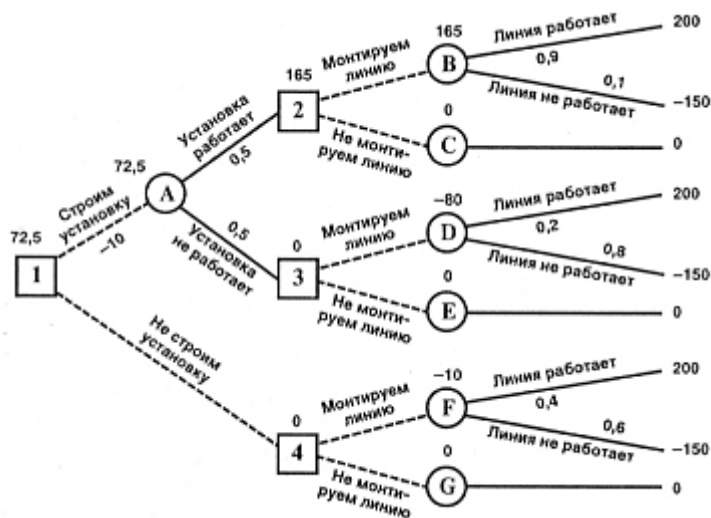 200
165
Линия работает
B
0,9
Монтируем
линию
165
2
0,1
Линия не работает
−150
0
C
0
Не монти-
руем линию
Установка
работает
0,5
72,5
A
Строим
установку
−10
72,5
1
0,5
Установка
не работает
200
−80
Линия работает
D
0,2
Монтируем
линию
0
3
0,8
Линия не работает
−150
0
E
0
Не монти-
руем линию
Не строим
установку
200
−10
Линия работает
F
0,4
Монтируем
линию
0
4
0,6
Линия не работает
−150
0
G
0
Не монти-
руем линию